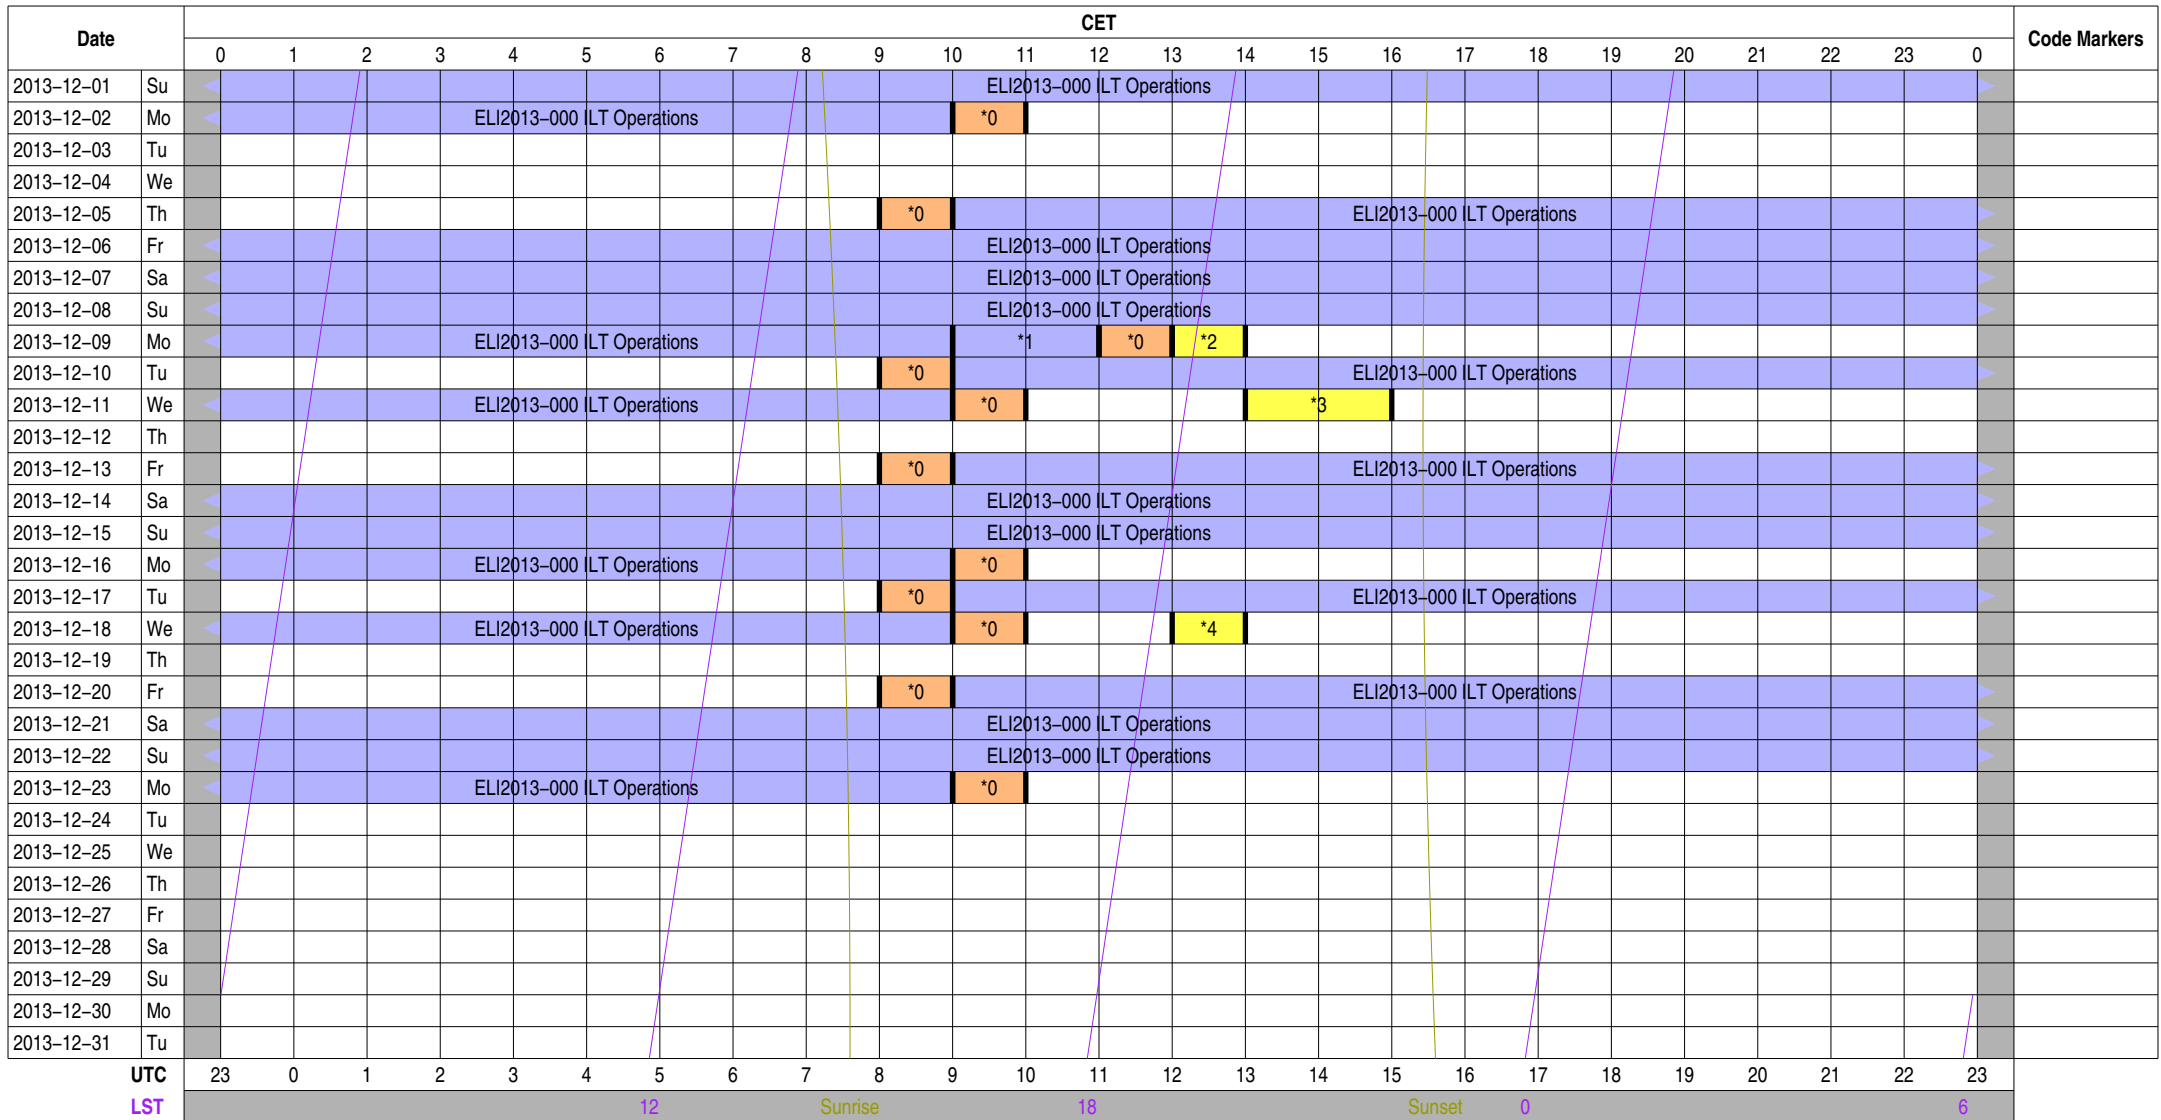 Date CET Code Markers
0 1 2 3 4 5 6 7 8 9 10 11 12 13 14 15 16 17 18 19 20 21 22 23 0
2013-12-01 Su ELI2013-000 ILT Operations
2013-12-02 Mo ELI2013-000 ILT Operations *0
2013-12-03 Tu
2013-12-04 We
2013-12-05 Th *0 ELI2013-000 ILT Operations
2013-12-06 Fr ELI2013-000 ILT Operations
2013-12-07 Sa ELI2013-000 ILT Operations
2013-12-08 Su ELI2013-000 ILT Operations
2013-12-09 Mo ELI2013-000 ILT Operations *1 *0 *2
2013-12-10 Tu *0 ELI2013-000 ILT Operations
2013-12-11 We ELI2013-000 ILT Operations *0 *3
2013-12-12 Th
2013-12-13 Fr *0 ELI2013-000 ILT Operations
2013-12-14 Sa ELI2013-000 ILT Operations
2013-12-15 Su ELI2013-000 ILT Operations
2013-12-16 Mo ELI2013-000 ILT Operations *0
2013-12-17 Tu *0 ELI2013-000 ILT Operations
2013-12-18 We ELI2013-000 ILT Operations *0 *4
2013-12-19 Th
2013-12-20 Fr *0 ELI2013-000 ILT Operations
2013-12-21 Sa ELI2013-000 ILT Operations
2013-12-22 Su ELI2013-000 ILT Operations
2013-12-23 Mo ELI2013-000 ILT Operations *0
2013-12-24 Tu
2013-12-25 We
2013-12-26 Th
2013-12-27 Fr
2013-12-28 Sa
2013-12-29 Su
2013-12-30 Mo
2013-12-31 Tu
UTC 23 0 1 2 3 4 5 6 7 8 9 10 11 12 13 14 15 16 17 18 19 20 21 22 23
LST 12 Sunrise 18 Sunset 0 6